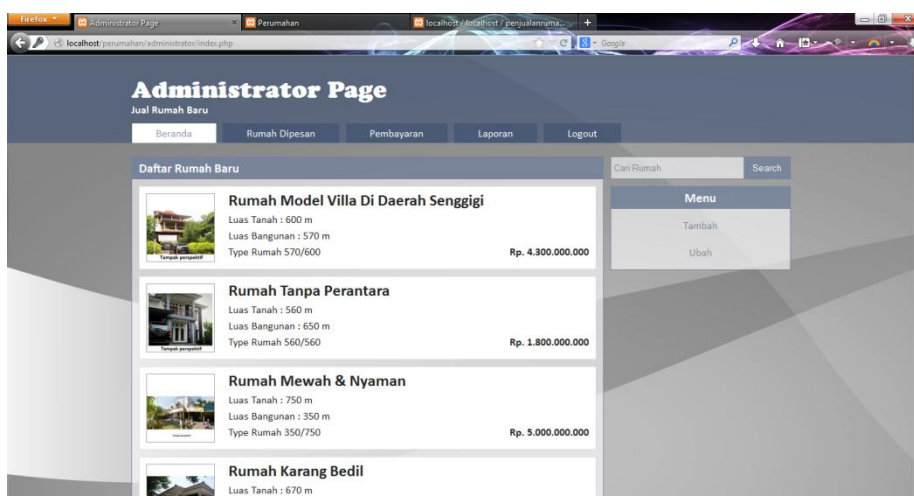 Firefox
Administrator Page
Perumahan
localhost / localhost / penjualanruma...
localhost/perumahan/administrator/index.php
Google
Administrator Page
Jual Rumah Baru
Beranda
Rumah Dipesan
Pembayaran
Laporan
Logout
Daftar Rumah Baru
Cari Rumah
Search
Rumah Model Villa Di Daerah Senggigi
Luas Tanah : 600 m
Luas Bangunan : 570 m
Type Rumah 570/600
Rp. 4.300.000.000
Tampak perspektif
Menu
Tambah
Ubah
Rumah Tanpa Perantara
Luas Tanah : 560 m
Luas Bangunan : 650 m
Type Rumah 560/560
Rp. 1.800.000.000
Tampak perspektif
Rumah Mewah & Nyaman
Luas Tanah : 750 m
Luas Bangunan : 350 m
Type Rumah 350/750
Rp. 5.000.000.000
Rumah Karang Bedil
Luas Tanah : 670 m